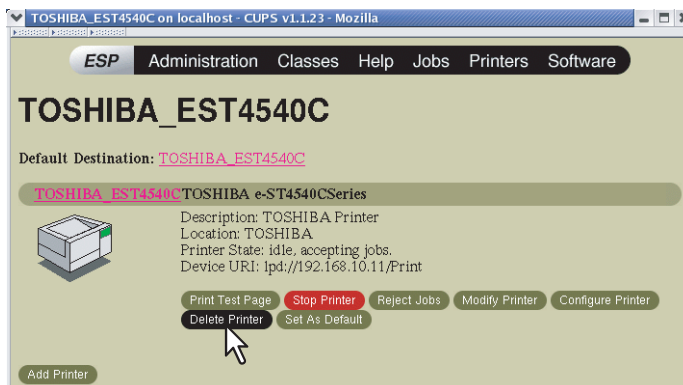 TOSHIBA_EST4540C on localhost - CUPS v1.1.23 - Mozilla
ESP Administration Classes Help Jobs Printers Software
TOSHIBA_EST4540C
Default Destination: TOSHIBA_EST4540C
TOSHIBA_EST4540C TOSHIBA e-ST4540CSeries
Description: TOSHIBA Printer
Location: TOSHIBA
Printer State: idle, accepting jobs.
Device URI: lpd://192.168.10.11/Print
Print Test Page Stop Printer Reject Jobs Modify Printer Configure Printer
Delete Printer Set As Default
Add Printer